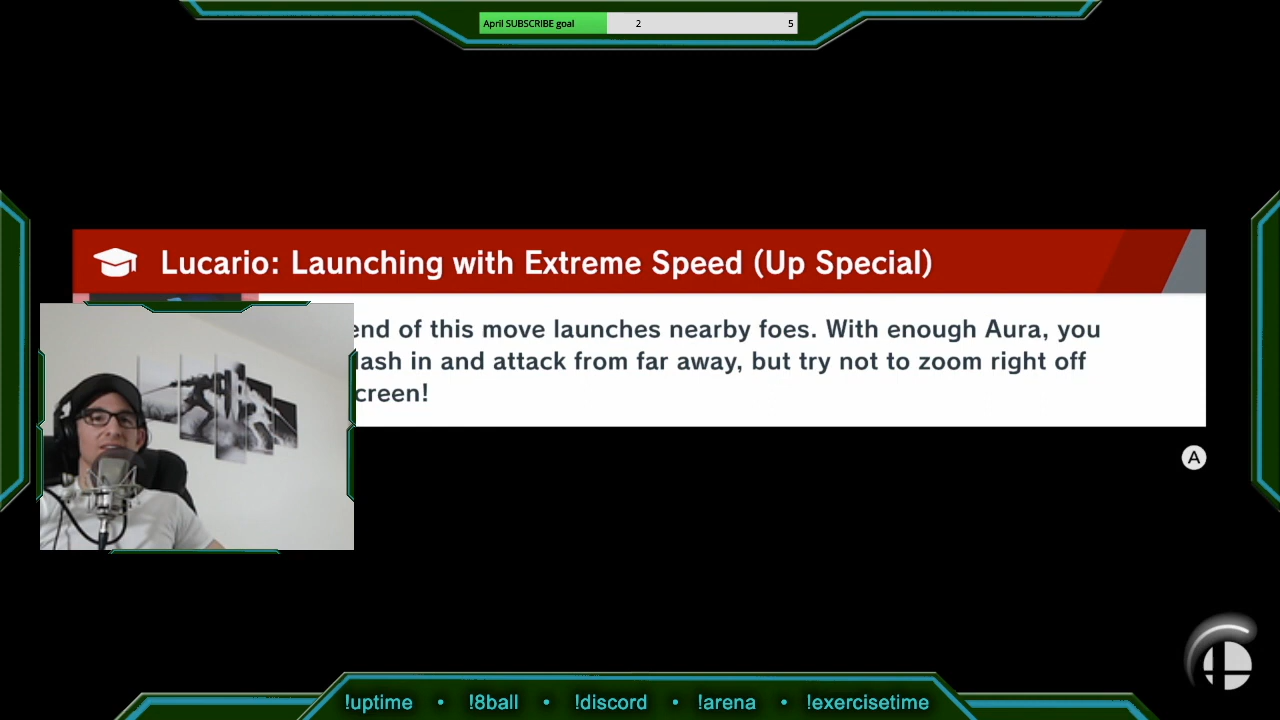 April SUBSCRIBE goal 2 5
Lucario: Launching with Extreme Speed (Up Special)
end of this move launches nearby foes. With enough Aura, you
in and attack from far away, but try not to zoom right off
A
!uptime • !8ball • !discord • !arena • !exercisetime